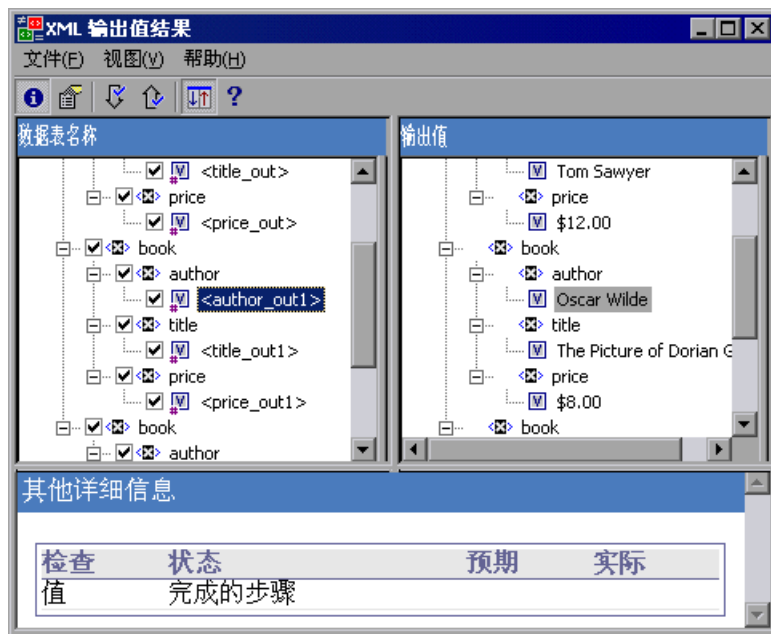 XML 输出值结果
文件(F) 视图(V) 帮助(H)
数据表名称
<title_out>
price
<price_out>
book
author
<author_out1>
title
<title_out1>
price
<price_out1>
book
author
输出值
Tom Sawyer
price
$12.00
book
author
Oscar Wilde
title
The Picture of Dorian G
price
$8.00
book
其他详细信息
检查 状态 预期 实际
值 完成的步骤